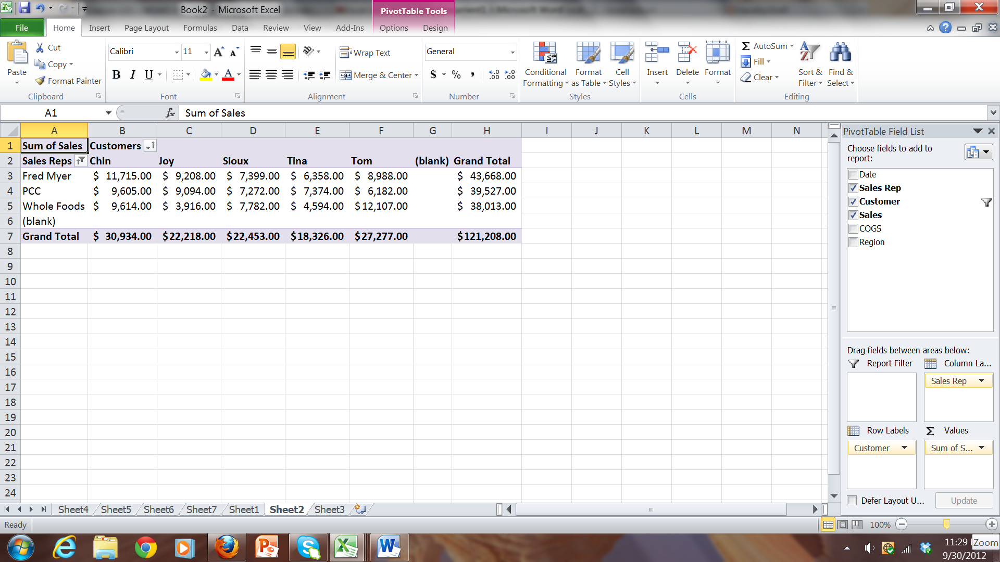 Book2 - Microsoft Excel
PivotTable Tools
File Home Insert Page Layout Formulas Data Review View Add-Ins Options Design
Paste
Cut
Copy
Format Painter
Clipboard
Calibri 11
B I U
Font
Wrap Text
Merge & Center
Alignment
General
$ % ,
Number
Conditional Formatting
Format as Table
Cell Styles
Styles
Insert Delete Format
Cells
AutoSum
Fill
Clear
Sort & Filter
Find & Select
Editing
A1 fx Sum of Sales
A B C D E F G H I J K L M N
1 Sum of Sales Customers
2 Sales Reps Chin Joy Sioux Tina Tom (blank) Grand Total
3 Fred Myer $ 11,715.00 $ 9,208.00 $ 7,399.00 $ 6,358.00 $ 8,988.00 $ 43,668.00
4 PCC $ 9,605.00 $ 9,094.00 $ 7,272.00 $ 7,374.00 $ 6,182.00 $ 39,527.00
5 Whole Foods $ 9,614.00 $ 3,916.00 $ 7,782.00 $ 4,594.00 $12,107.00 $ 38,013.00
6 (blank)
7 Grand Total $ 30,934.00 $22,218.00 $22,453.00 $18,326.00 $27,277.00 $121,208.00
8
9
10
11
12
13
14
15
16
17
18
19
20
21
22
23
24
PivotTable Field List
Choose fields to add to
report:
Date
Sales Rep
Customer
Sales
COGS
Region
Drag fields between areas below:
Report Filter Column La...
Sales Rep
Row Labels Σ Values
Customer Sum of S...
Defer Layout U... Update
Sheet4 Sheet5 Sheet6 Sheet7 Sheet1 Sheet2 Sheet3
Ready 100%
11:29
Zoom
9/30/2012